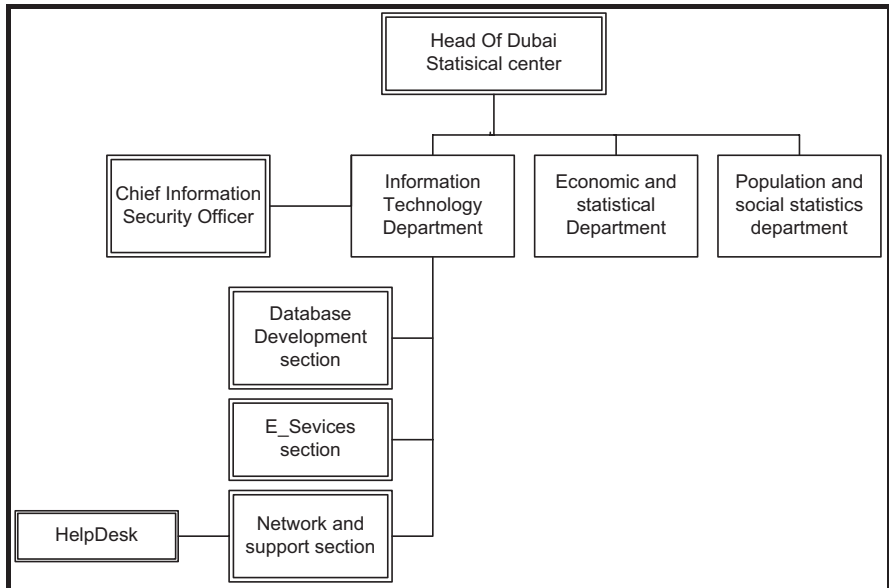 Head Of Dubai
Statisical center
Chief Information
Security Officer
Information
Technology
Department
Economic and
statistical
Department
Population and
social statistics
department
Database
Development
section
E_Sevices
section
HelpDesk
Network and
support section